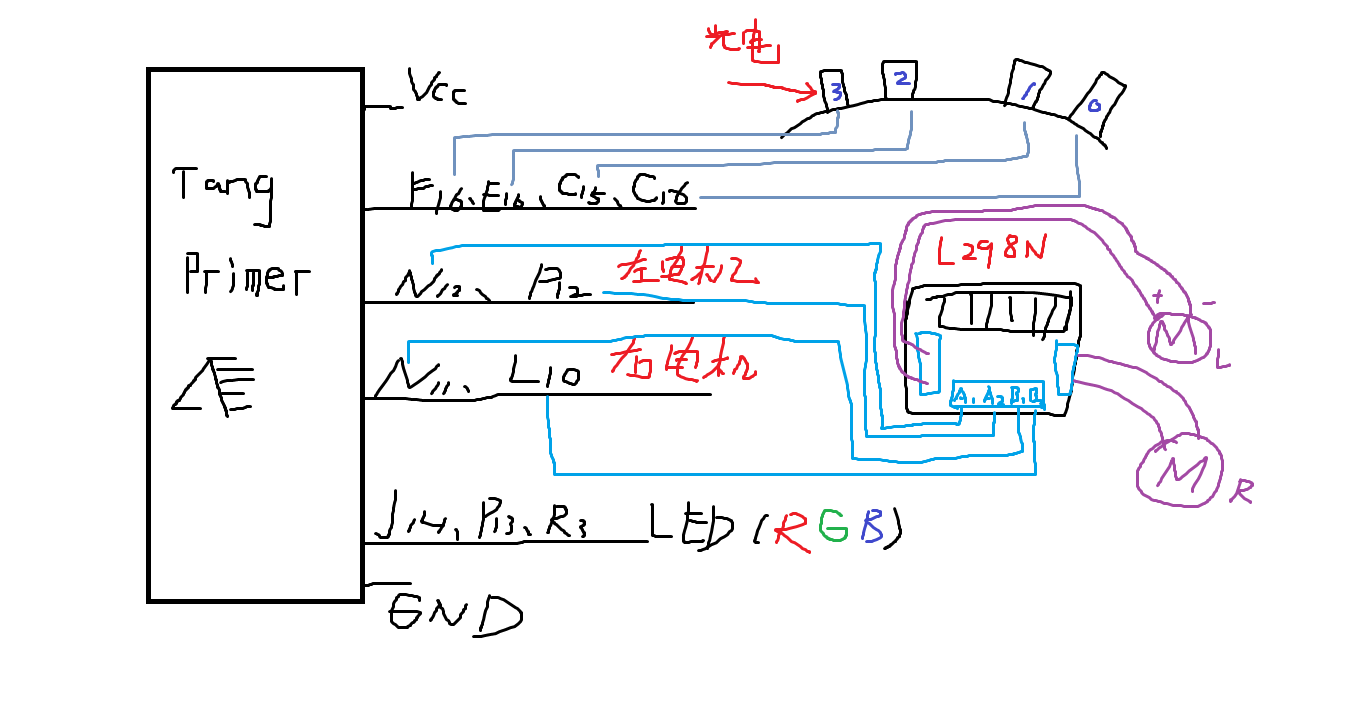 光电
3 2 1 0
Vcc
Tang
Primer
F16、E16、C15、C16
L298N
N12、P12 左电机
+ -
M L
N11、L10 右电机
A1 A2 B1 B2
M R
J14、P13、R3 LED (RGB)
GND